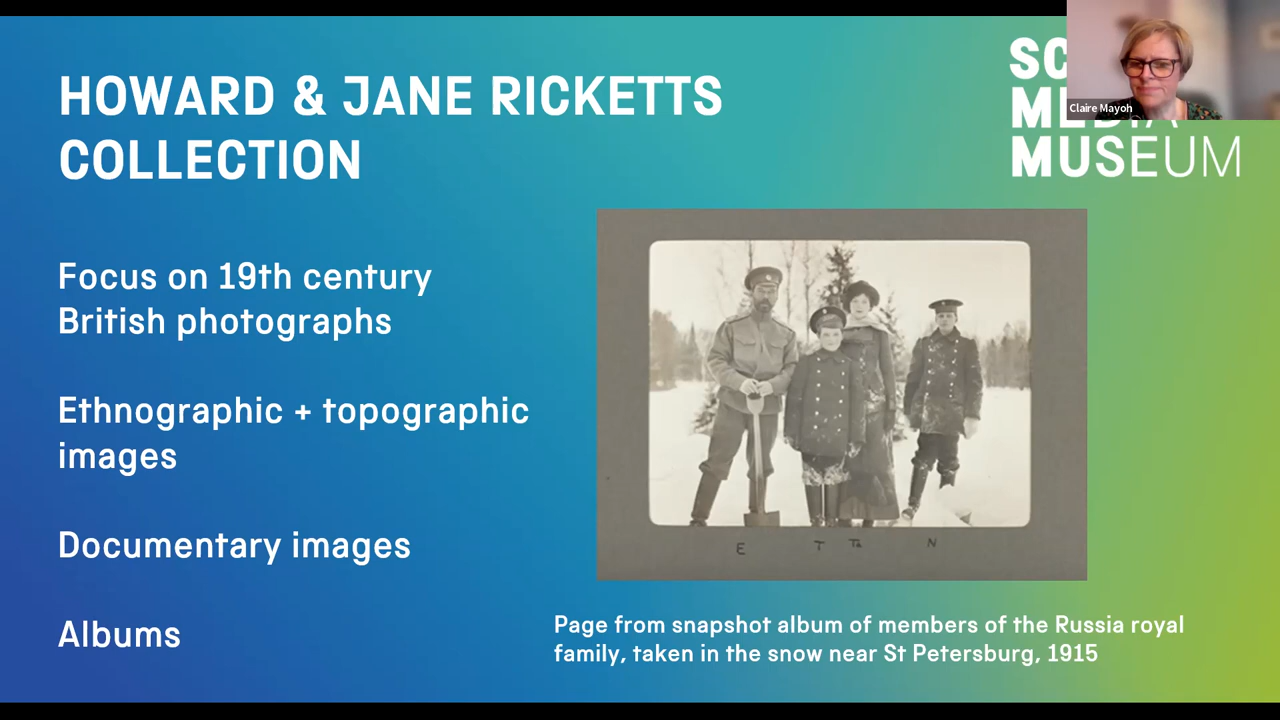 HOWARD & JANE RICKETTS
COLLECTION
SC
Claire Mayoh
MUSEUM
Focus on 19th century
British photographs
Ethnographic + topographic
images
Documentary images
Albums
E T Ta N
Page from snapshot album of members of the Russia royal
family, taken in the snow near St Petersburg, 1915